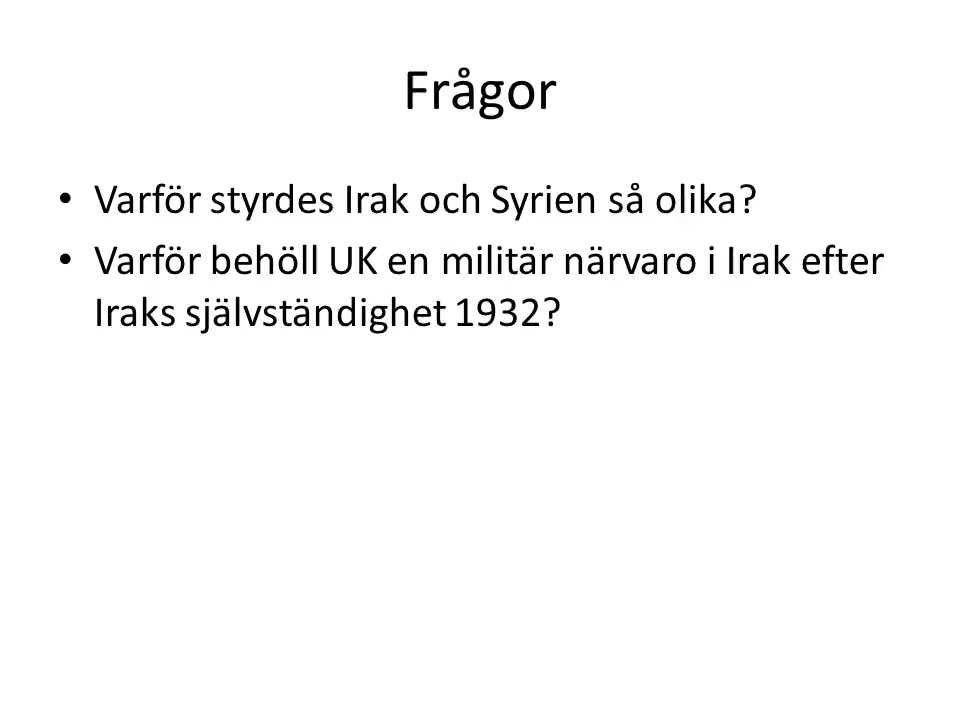 Frågor
• Varför styrdes Irak och Syrien så olika?
• Varför behöll UK en militär närvaro i Irak efter
Iraks självständighet 1932?